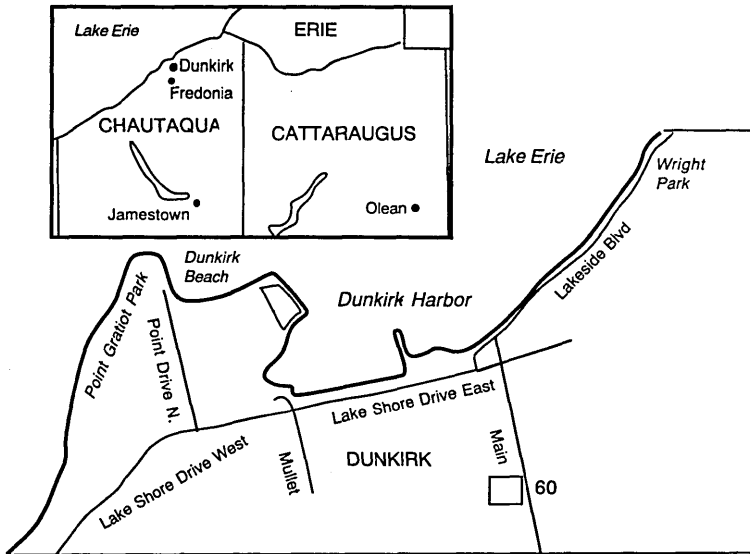 Lake Erie
ERIE
Dunkirk
Fredonia
CHAUTAQUA
CATTARAUGUS
Jamestown
Olean
Lake Erie
Wright
Park
Lakeside Blvd
Dunkirk
Beach
Dunkirk Harbor
Point Gratiot Park
Point Drive N.
Lake Shore Drive East
Lake Shore Drive West
Mullet
DUNKIRK
Main
60